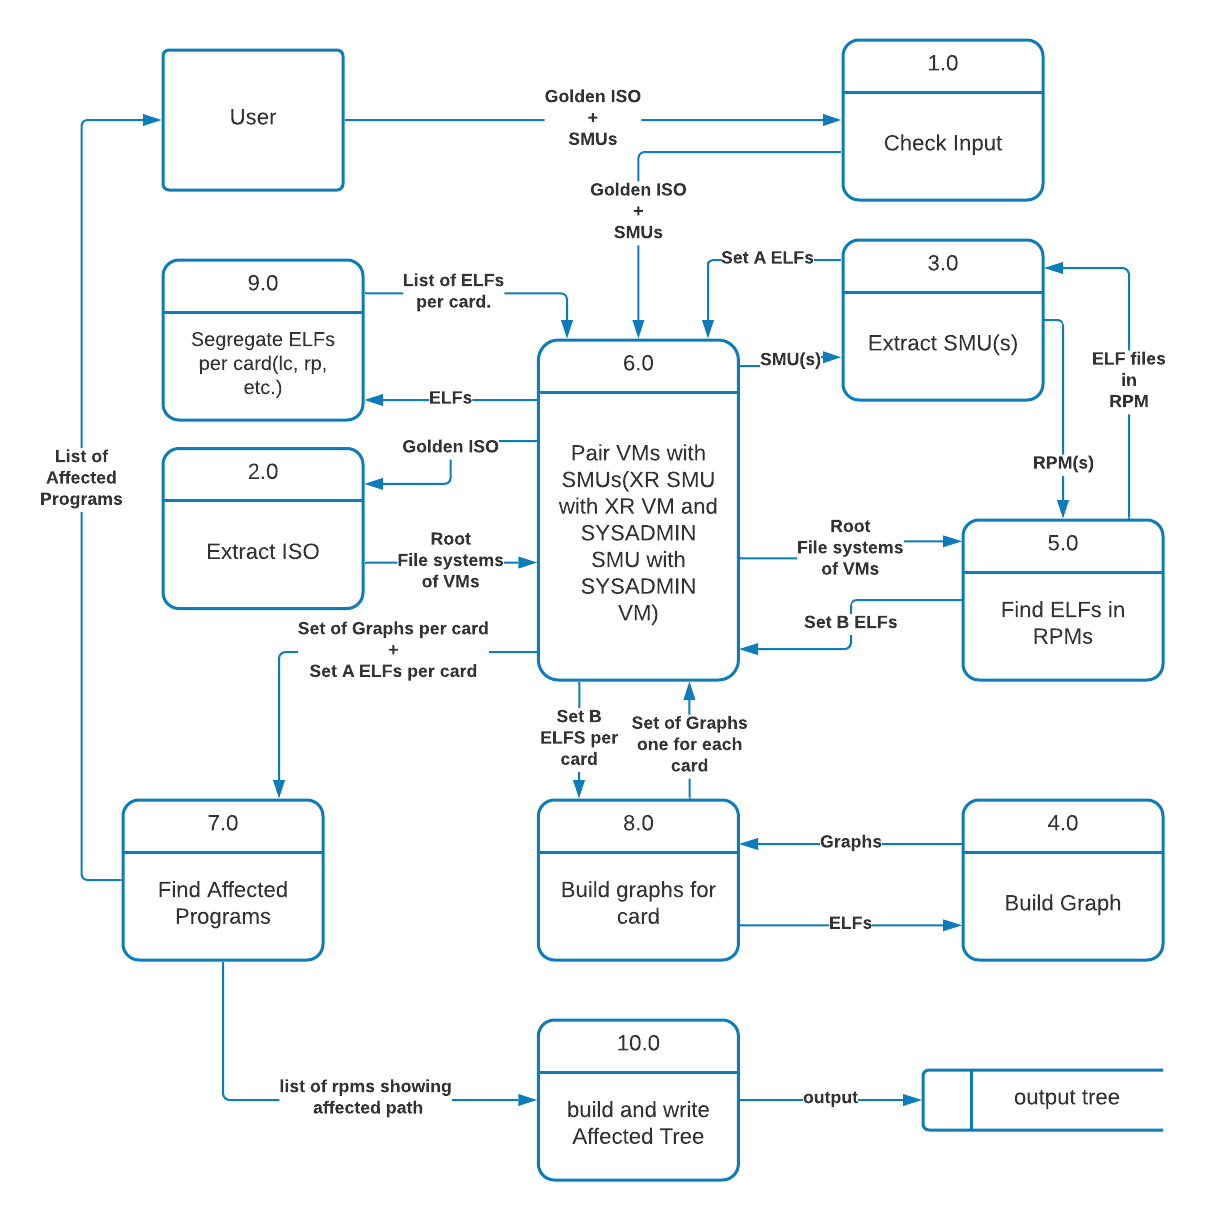 User
Golden ISO
+
SMUs
1.0
Check Input
Golden ISO
+
SMUs
9.0
Segregate ELFs
per card(lc, rp,
etc.)
List of ELFs
per card.
Set A ELFs
3.0
Extract SMU(s)
SMU(s)
ELF files
in
RPM
ELFs
6.0
Pair VMs with
SMUs(XR SMU
with XR VM and
SYSADMIN
SMU with
SYSADMIN
VM)
Golden ISO
2.0
Extract ISO
List of
Affected
Programs
RPM(s)
Root
File systems
of VMs
Root
File systems
of VMs
5.0
Find ELFs in
RPMs
Set B ELFs
Set of Graphs per card
+
Set A ELFs per card
Set B
ELFS per
card
Set of Graphs
one for each
card
7.0
Find Affected
Programs
8.0
Build graphs for
card
Graphs
ELFs
4.0
Build Graph
list of rpms showing
affected path
10.0
build and write
Affected Tree
output
output tree